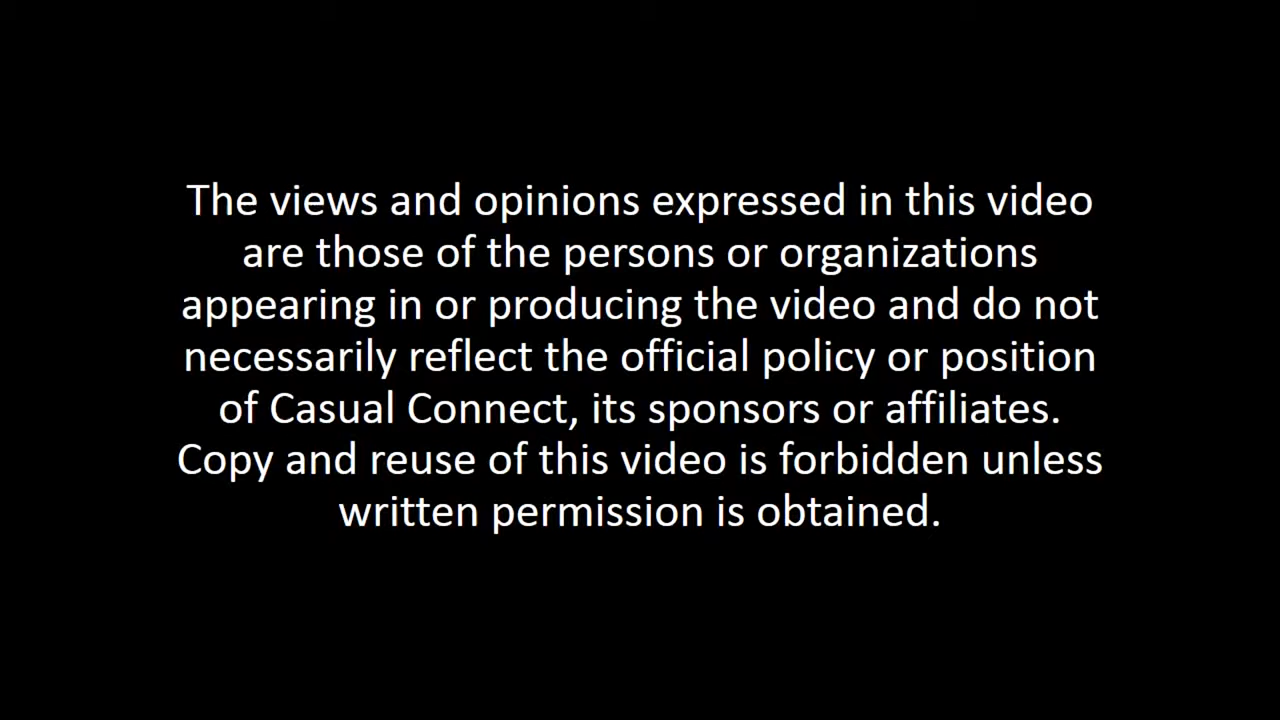 The views and opinions expressed in this video
are those of the persons or organizations
appearing in or producing the video and do not
necessarily reflect the official policy or position
of Casual Connect, its sponsors or affiliates.
Copy and reuse of this video is forbidden unless
written permission is obtained.